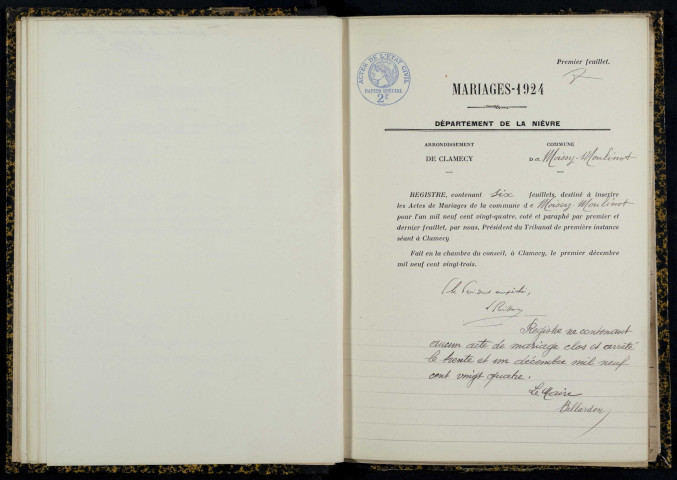 Premier feuillet.
ACTES DE L'ETAT CIVIL
PAPIER SPECIAL
2F
MARIAGES-1924
DÉPARTEMENT DE LA NIÈVRE
ARRONDISSEMENT
DE CLAMECY
COMMUNE
De Moissy-Moulinot
REGISTRE, contenant six feuillets, destiné à inscrire
les Actes de Mariages de la commune de Moissy-Moulinot
pour l'an mil neuf cent vingt-quatre, coté et paraphé par premier et
dernier feuillet, par nous, Président du Tribunal de première instance
séant à Clamecy
Fait en la chambre du conseil, à Clamecy, le premier décembre
mil neuf cent vingt-trois.
Registre ne contenant
aucun acte de mariage clos et arrêté
le trente et un décembre mil neuf
cent vingt quatre.
Le Maire